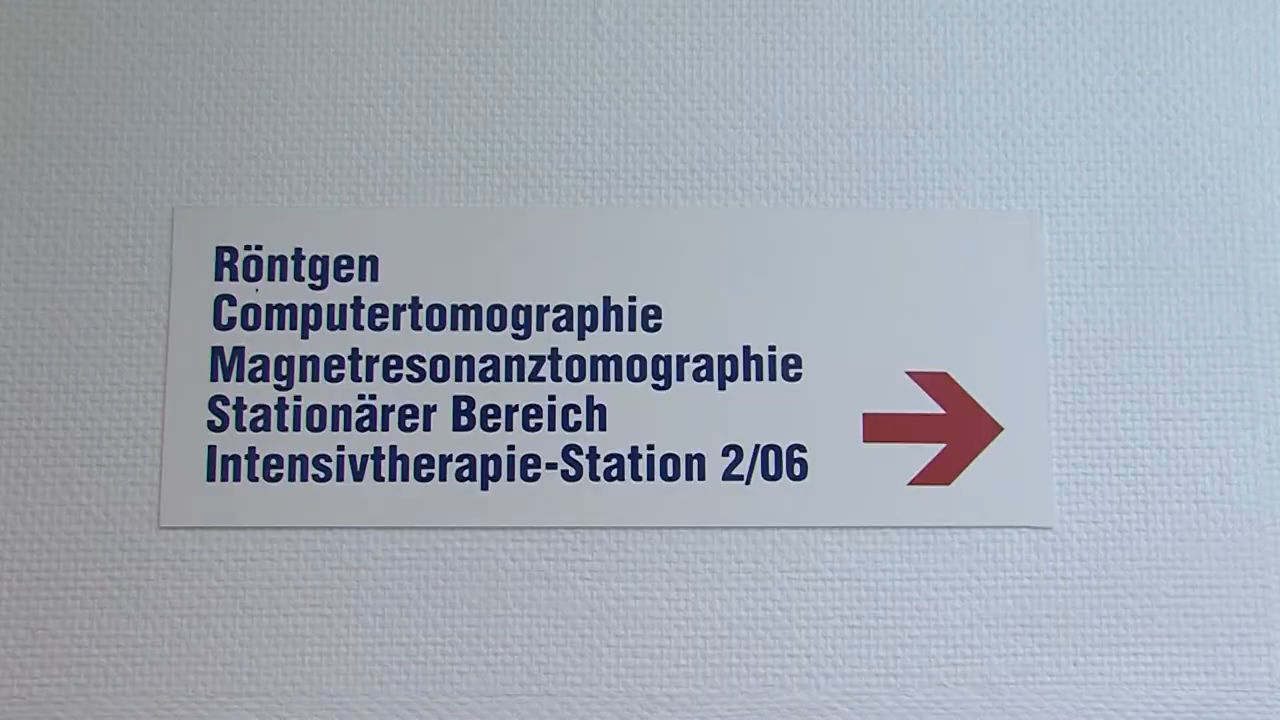 Röntgen
Computertomographie
Magnetresonanztomographie
Stationärer Bereich
Intensivtherapie-Station 2/06